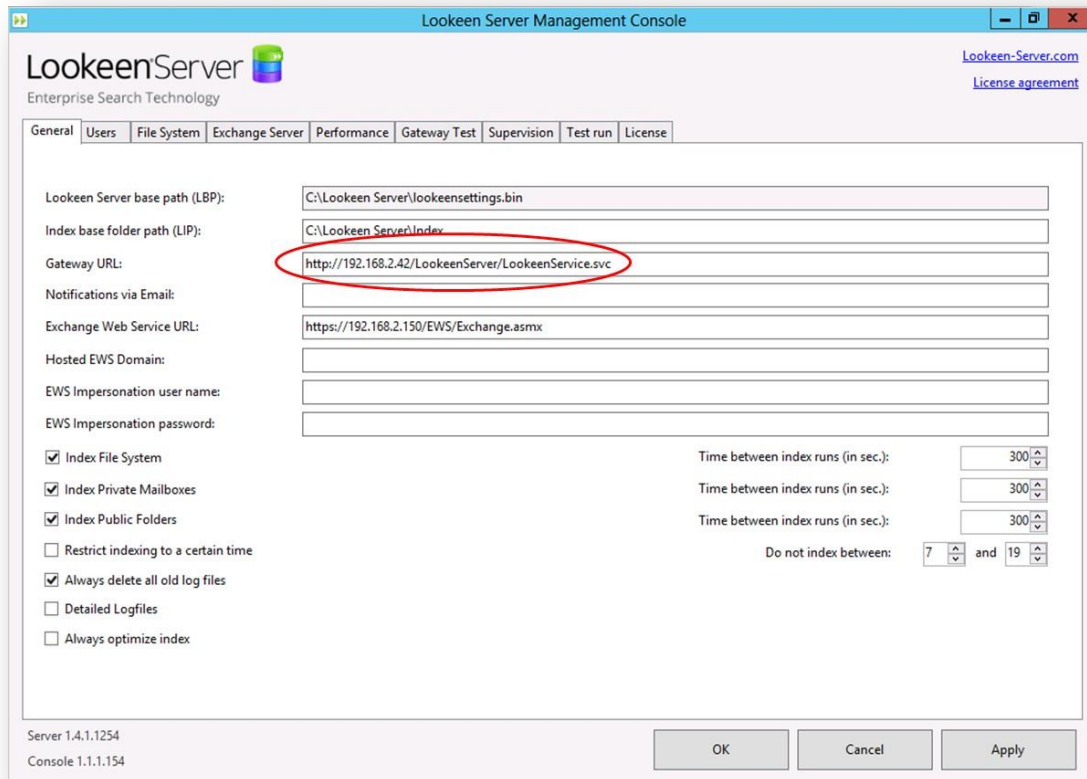 Lookeen Server Management Console
Lookeen Server
Enterprise Search Technology
Lookeen-Server.com
License agreement
General Users File System Exchange Server Performance Gateway Test Supervision Test run License
Lookeen Server base path (LBP): C:\Lookeen Server\lookeensettings.bin
Index base folder path (LIP): C:\Lookeen Server\Index
Gateway URL: http://192.168.2.42/LookeenServer/LookeenService.svc
Notifications via Email:
Exchange Web Service URL: https://192.168.2.150/EWS/Exchange.asmx
Hosted EWS Domain:
EWS Impersonation user name:
EWS Impersonation password:
Index File System Time between index runs (in sec.): 300
Index Private Mailboxes Time between index runs (in sec.): 300
Index Public Folders Time between index runs (in sec.): 300
Restrict indexing to a certain time Do not index between: 7 and 19
Always delete all old log files
Detailed Logfiles
Always optimize index
Server 1.4.1.1254
Console 1.1.1.154
OK Cancel Apply